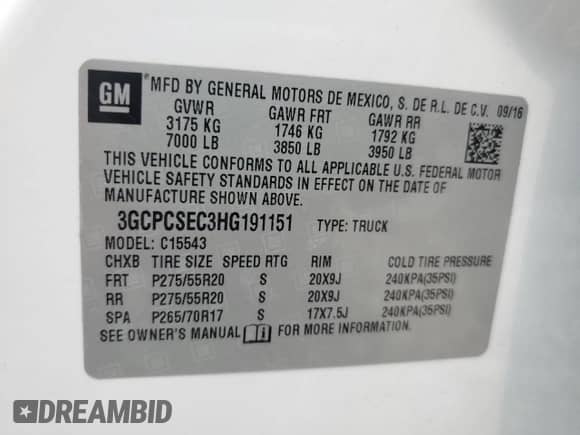 GM ® MFD BY GENERAL MOTORS DE MEXICO, S. DE R.L. DE C.V. 09/16
GVWR GAWR FRT GAWR RR
3175 KG 1746 KG 1792 KG
7000 LB 3850 LB 3950 LB
THIS VEHICLE CONFORMS TO ALL APPLICABLE U.S. FEDERAL MOTOR
VEHICLE SAFETY STANDARDS IN EFFECT ON THE DATE OF
MANUFACTURE SHOWN ABOVE.
3GCPCSEC3HG191151 TYPE: TRUCK
MODEL: C15543
CHXB TIRE SIZE SPEED RTG RIM COLD TIRE PRESSURE
FRT P275/55R20 S 20X9J 240KPA(35PSI)
RR P275/55R20 S 20X9J 240KPA(35PSI)
SPA P265/70R17 S 17X7.5J 240KPA(35PSI)
SEE OWNER'S MANUAL FOR MORE INFORMATION.
DREAMBID